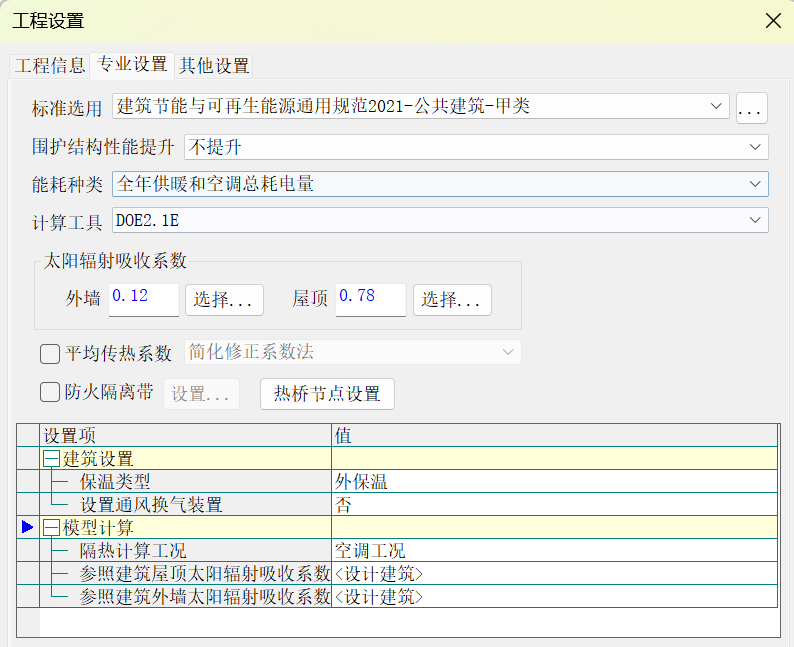 工程设置
工程信息 专业设置 其他设置
标准选用 建筑节能与可再生能源通用规范2021-公共建筑-甲类 ...
围护结构性能提升 不提升
能耗种类 全年供暖和空调总耗电量
计算工具 DOE2.1E
太阳辐射吸收系数
外墙 0.12 选择... 屋顶 0.78 选择...
平均传热系数 简化修正系数法
防火隔离带 设置... 热桥节点设置
设置项 值
建筑设置
保温类型 外保温
设置通风换气装置 否
模型计算
隔热计算工况 空调工况
参照建筑屋顶太阳辐射吸收系数 <设计建筑>
参照建筑外墙太阳辐射吸收系数 <设计建筑>